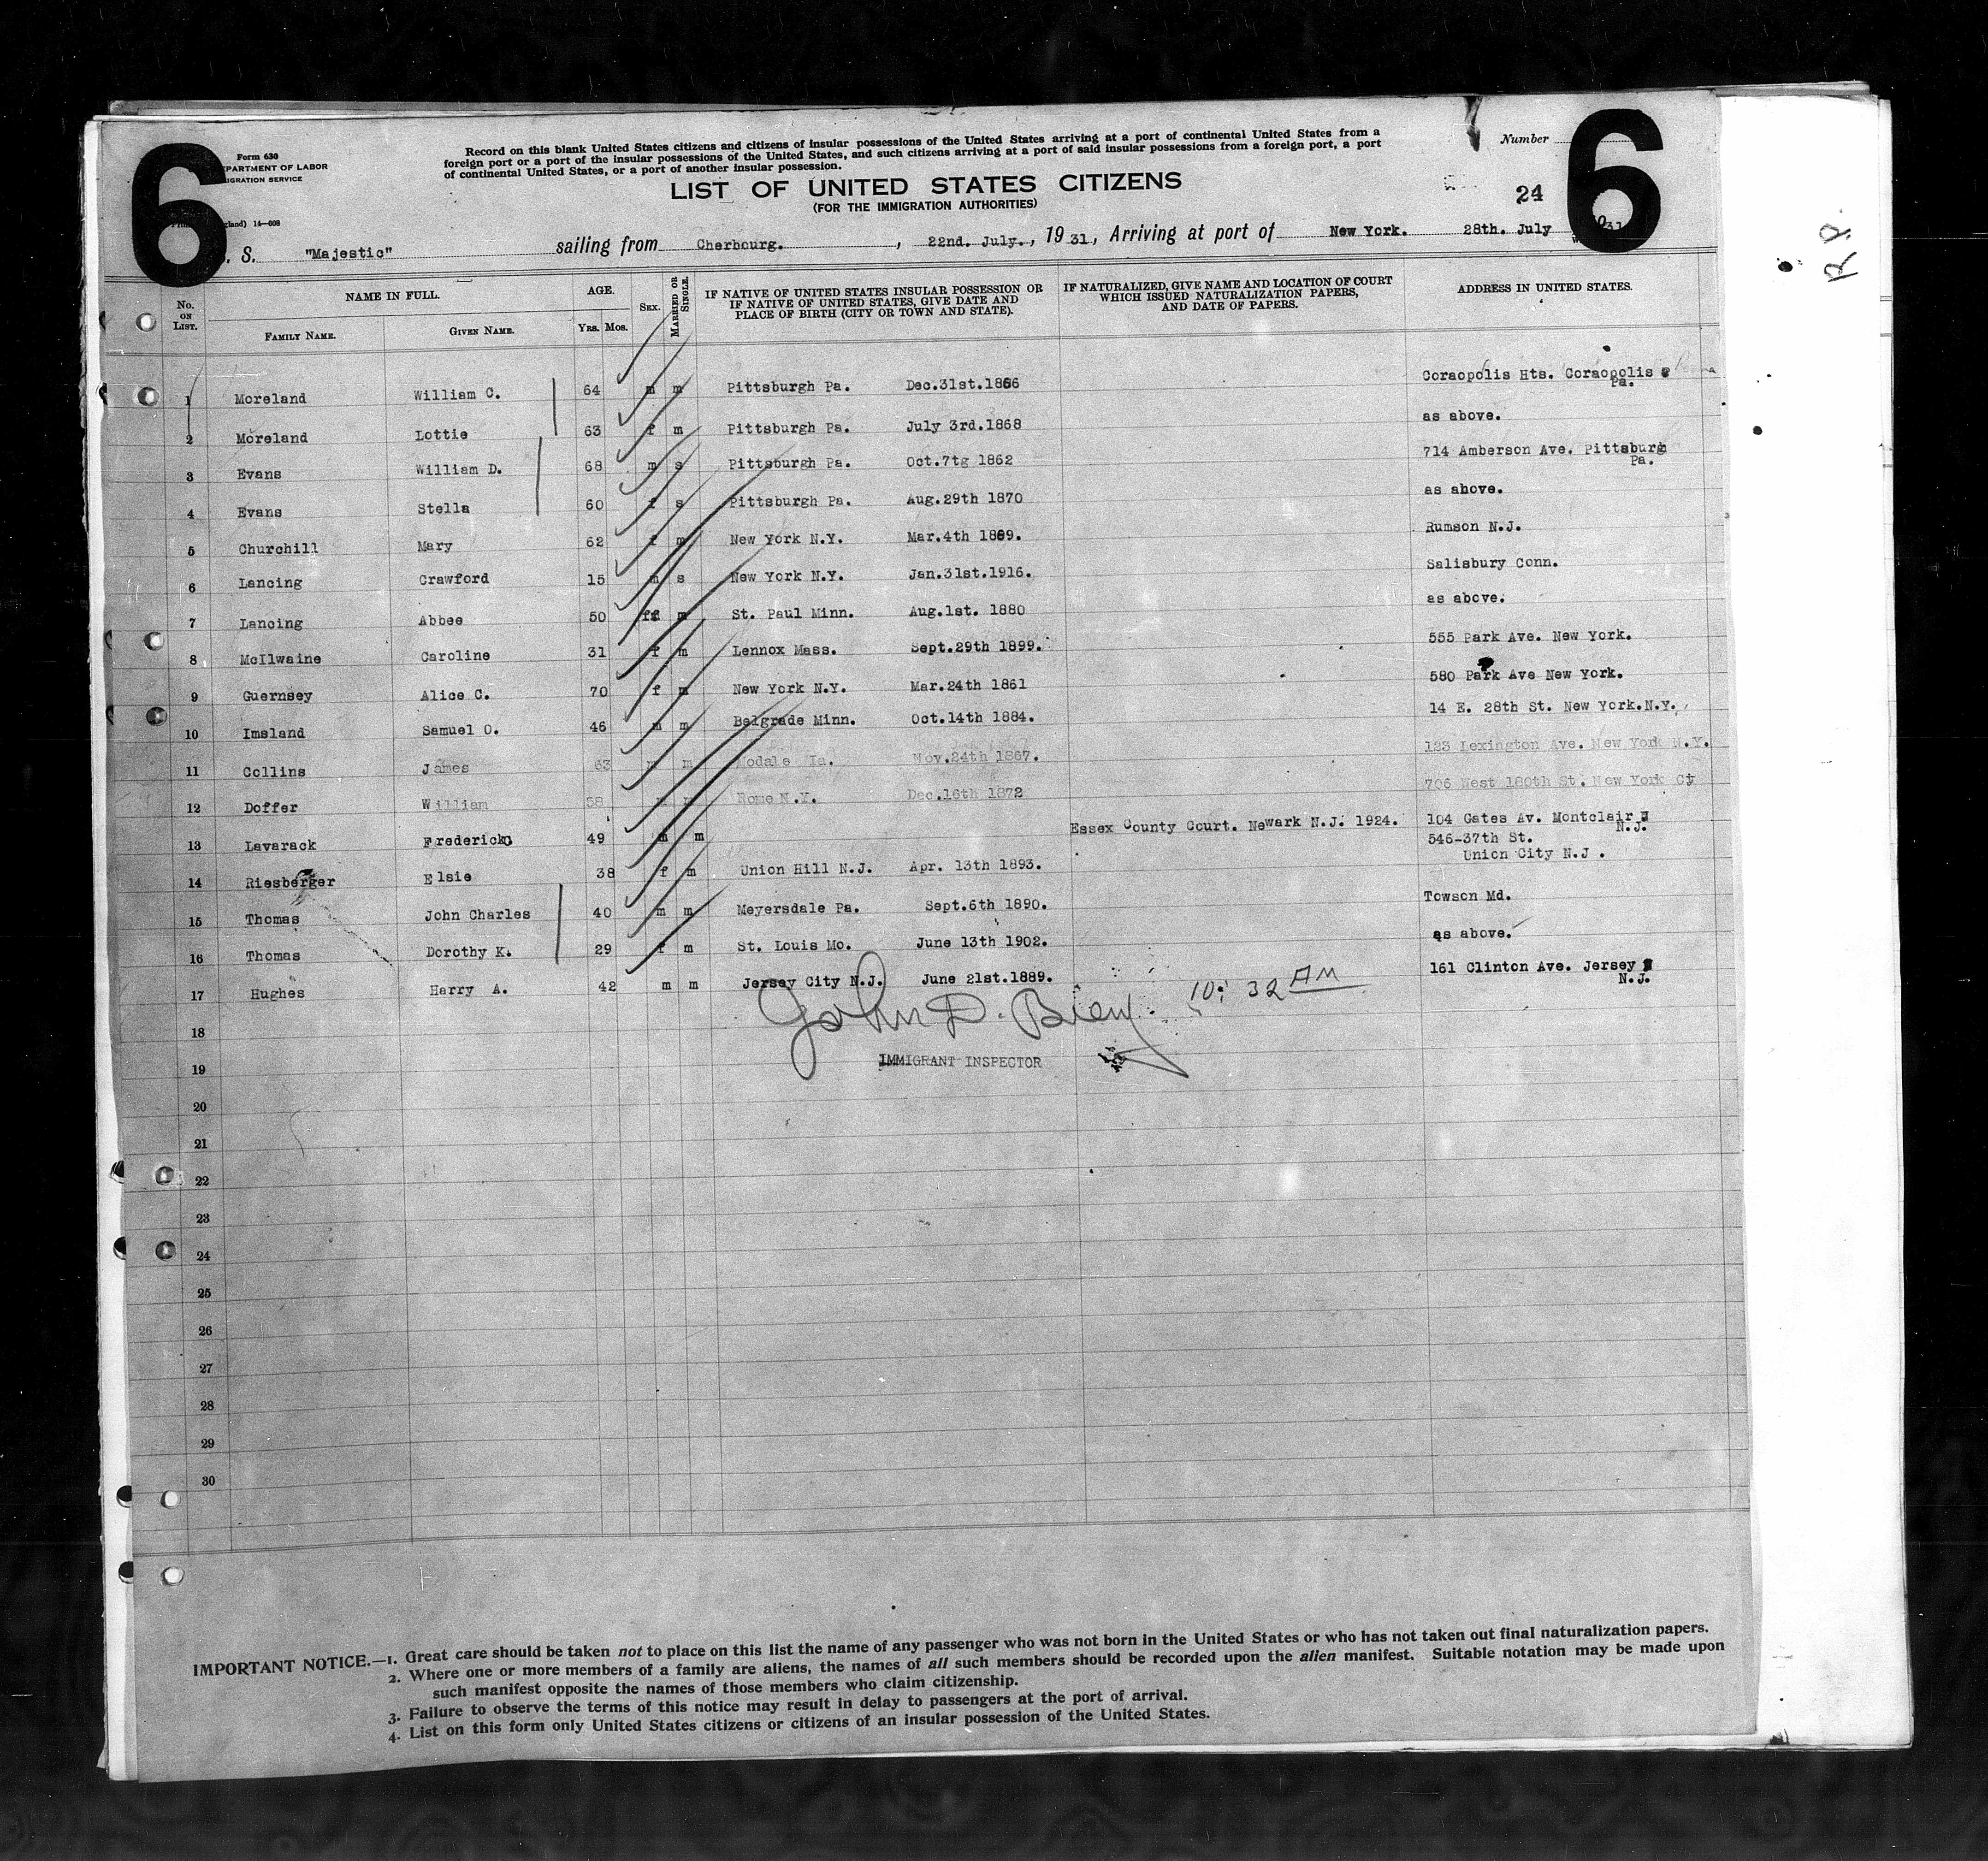 6
Form 630
PARTMENT OF LABOR
IGRATION SERVICE
gland) 14—608
Record on this blank United States citizens and citizens of insular possessions of the United States arriving at a port of continental United States from a
foreign port or a port of the insular possessions of the United States, and such citizens arriving at a port of said insular possessions from a foreign port, a port
of continental United States, or a port of another insular possession.
LIST OF UNITED STATES CITIZENS
(FOR THE IMMIGRATION AUTHORITIES)
Number
24
6
R.P.
. S. "Majestic" sailing from Cherbourg. , 22nd. July. , 19 31, Arriving at port of New York. 28th. July 31
No. ON LIST. NAME IN FULL. AGE. SEX. MARRIED OR SINGLE. IF NATIVE OF UNITED STATES INSULAR POSSESSION OR IF NATIVE OF UNITED STATES, GIVE DATE AND PLACE OF BIRTH (CITY OR TOWN AND STATE). IF NATURALIZED, GIVE NAME AND LOCATION OF COURT WHICH ISSUED NATURALIZATION PAPERS, AND DATE OF PAPERS. ADDRESS IN UNITED STATES.
FAMILY NAME. GIVEN NAME. Yrs. Mos.
1 Moreland William C. 64 m m Pittsburgh Pa. Dec.31st.1866 Coraopolis Hts. Coraopolis Pa.
2 Moreland Lottie 63 f m Pittsburgh Pa. July 3rd.1868 as above.
3 Evans William D. 68 m s Pittsburgh Pa. Oct.7tg 1862 714 Amberson Ave. Pittsburg Pa.
4 Evans Stella 60 f s Pittsburgh Pa. Aug.29th 1870 as above.
5 Churchill Mary 62 f m New York N.Y. Mar.4th 1869. Rumson N.J.
6 Lancing Crawford 15 m s New York N.Y. Jan.31st.1916. Salisbury Conn.
7 Lancing Abbee 50 ff m St. Paul Minn. Aug.1st. 1880 as above.
8 McIlwaine Caroline 31 f m Lennox Mass. Sept.29th 1899. 555 Park Ave. New York.
9 Guernsey Alice C. 70 f m New York N.Y. Mar.24th 1861 580 Park Ave New York.
10 Imsland Samuel O. 46 m m Belgrade Minn. Oct.14th 1884. 14 E. 28th St. New York.N.Y.
11 Collins James 63 m m Modale Ia. Nov.24th 1867. 123 Lexington Ave. New York N.Y.
12 Doffer William 58 m m Rome N.Y. Dec.16th 1872 706 West 180th St. New York Cy
13 Lavarack Frederick 49 m m Essex County Court. Newark N.J. 1924. 104 Gates Av. Montclair N.J.
14 Riesberger Elsie 38 f m Union Hill N.J. Apr. 13th 1893. 546-37th St. Union City N.J.
15 Thomas John Charles 40 m m Meyersdale Pa. Sept.6th 1890. Towson Md.
16 Thomas Dorothy K. 29 f m St. Louis Mo. June 13th 1902. as above.
17 Hughes Harry A. 42 m m Jersey City N.J. June 21st.1889. 161 Clinton Ave. Jersey N.J.
18
John D. 10: 32 AM
19
IMMIGRANT INSPECTOR
20
21
22
23
24
25
26
27
28
29
30
IMPORTANT NOTICE.—1. Great care should be taken not to place on this list the name of any passenger who was not born in the United States or who has not taken out final naturalization papers.
2. Where one or more members of a family are aliens, the names of all such members should be recorded upon the alien manifest. Suitable notation may be made upon
such manifest opposite the names of those members who claim citizenship.
3. Failure to observe the terms of this notice may result in delay to passengers at the port of arrival.
4. List on this form only United States citizens or citizens of an insular possession of the United States.